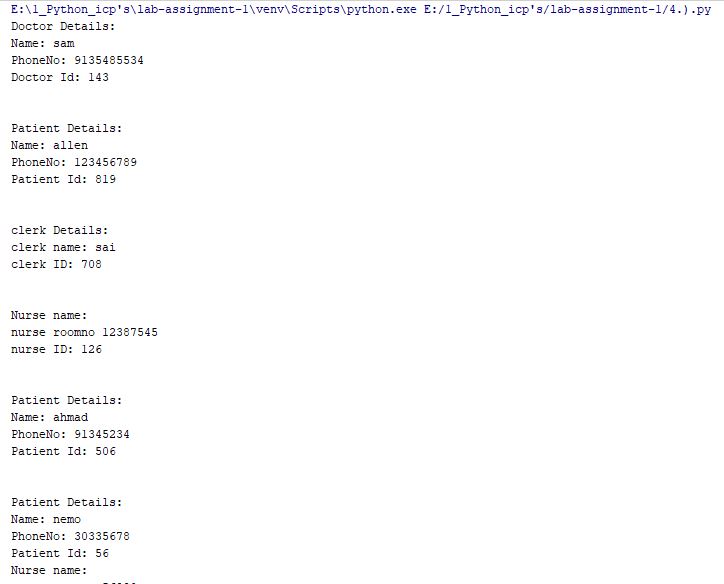 E:\1_Python_icp's\lab-assignment-1\venv\Scripts\python.exe E:/1_Python_icp's/lab-assignment-1/4.).py
Doctor Details:
Name: sam
PhoneNo: 9135485534
Doctor Id: 143
Patient Details:
Name: allen
PhoneNo: 123456789
Patient Id: 819
clerk Details:
clerk name: sai
clerk ID: 708
Nurse name:
nurse roomno 12387545
nurse ID: 126
Patient Details:
Name: ahmad
PhoneNo: 91345234
Patient Id: 506
Patient Details:
Name: nemo
PhoneNo: 30335678
Patient Id: 56
Nurse name: